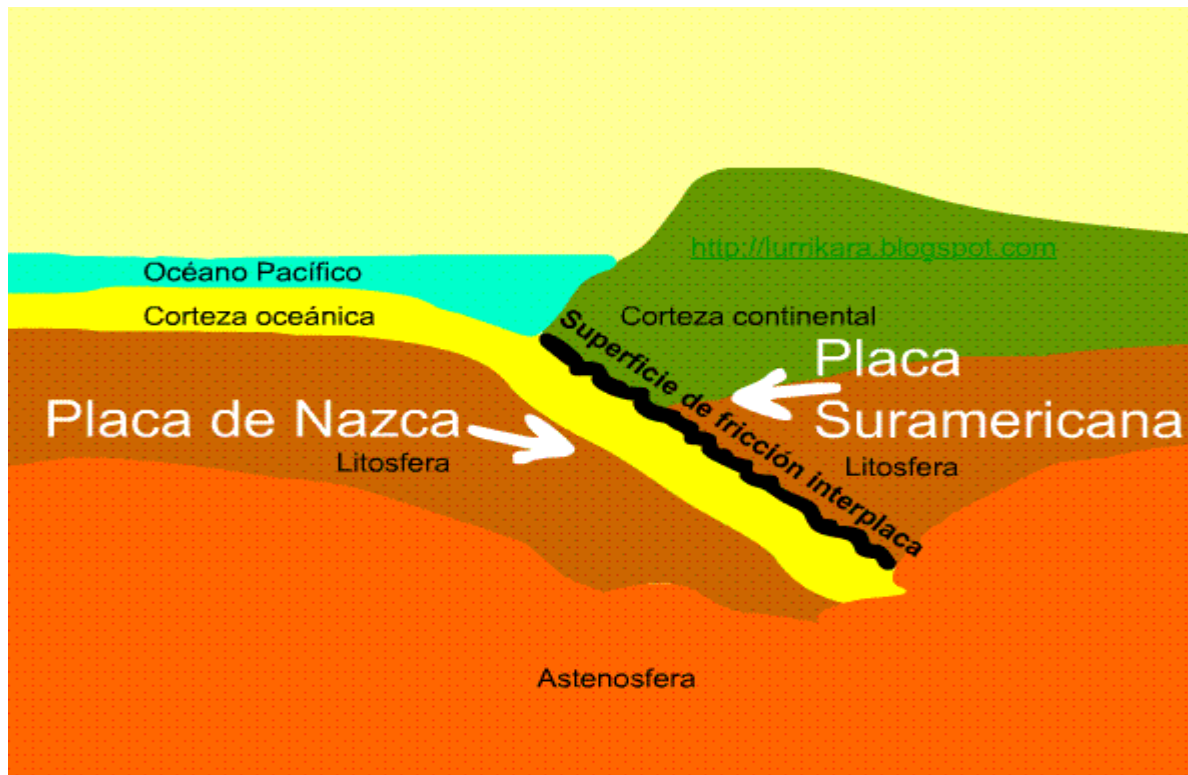 http://lurrikara.blogspot.com
Océano Pacífico
Corteza oceánica
Corteza continental
Superficie de fricción interplaca
Placa
Suramericana
Placa de Nazca
Litosfera
Litosfera
Astenosfera